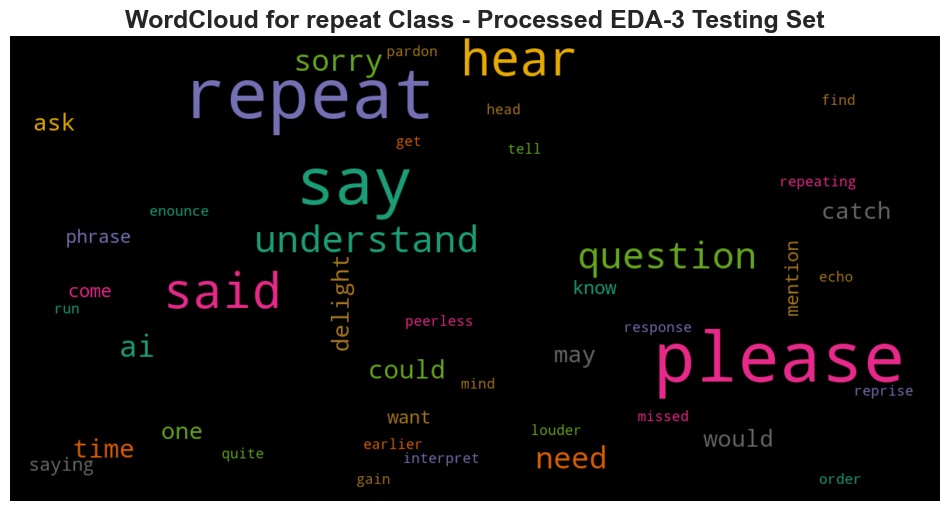 WordCloud for repeat Class - Processed EDA-3 Testing Set
sorry
pardon
hear
repeat
head
find
ask
get
tell
say
repeating
enounce
catch
phrase
understand
question
mention
delight
come
said
know
echo
run
peerless
response
ai
could
may
please
mind
reprise
want
missed
one
louder
would
time
earlier
quite
interpret
need
saying
gain
order